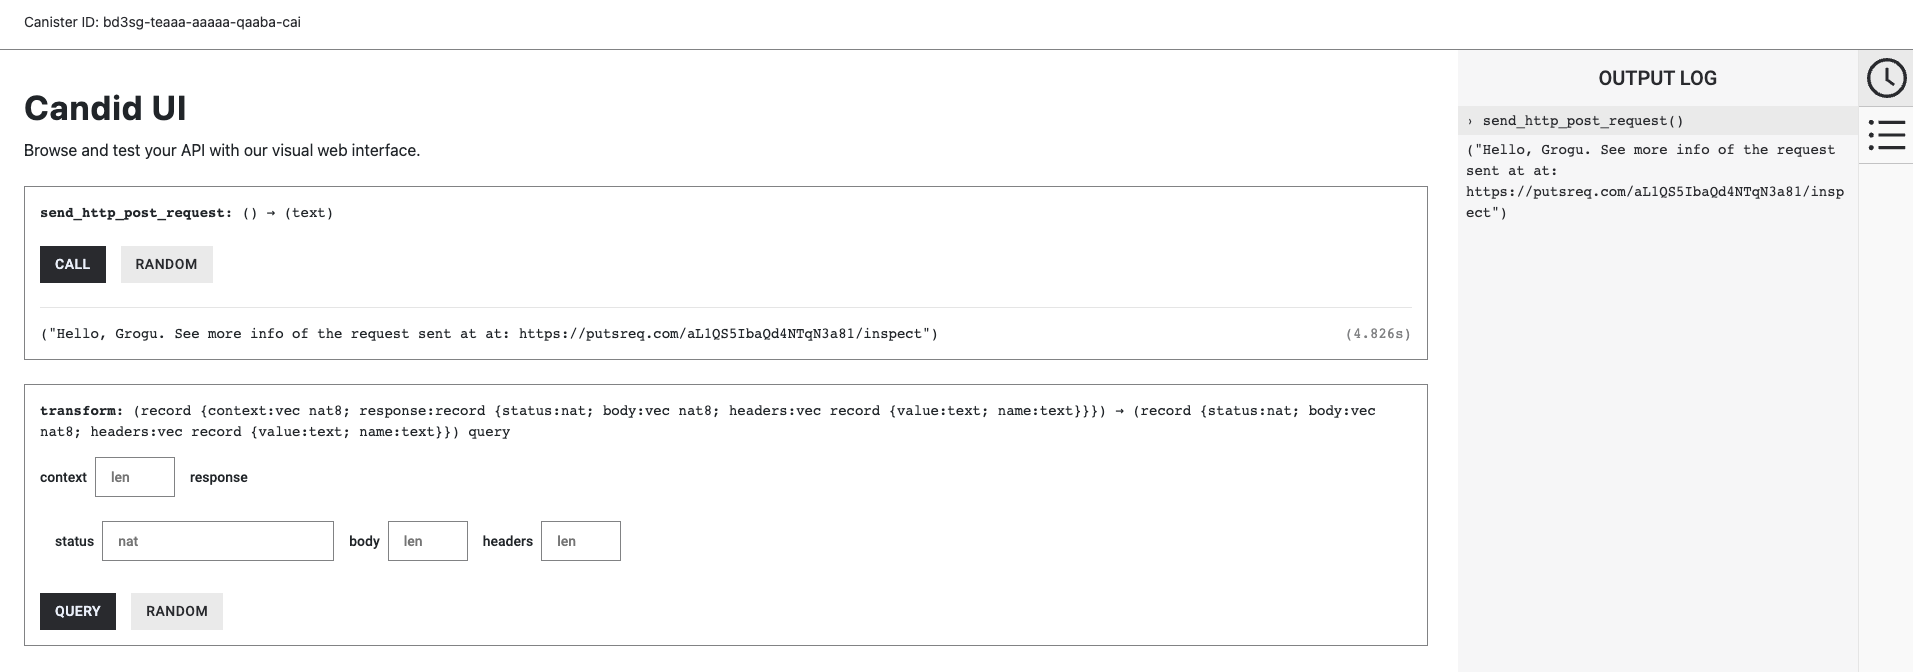 Canister ID: bd3sg-teaaa-aaaaa-qaaba-cai
Candid UI
Browse and test your API with our visual web interface.
send_http_post_request: () → (text)
CALL RANDOM
("Hello, Grogu. See more info of the request sent at at: https://putsreq.com/aL1QS5IbaQd4NTqN3a81/inspect") (4.826s)
transform: (record {context:vec nat8; response:record {status:nat; body:vec nat8; headers:vec record {value:text; name:text}}}) → (record {status:nat; body:vec
nat8; headers:vec record {value:text; name:text}}) query
context len response
status nat body len headers len
QUERY RANDOM
OUTPUT LOG
› send_http_post_request()
("Hello, Grogu. See more info of the request
sent at at:
https://putsreq.com/aL1QS5IbaQd4NTqN3a81/insp
ect")